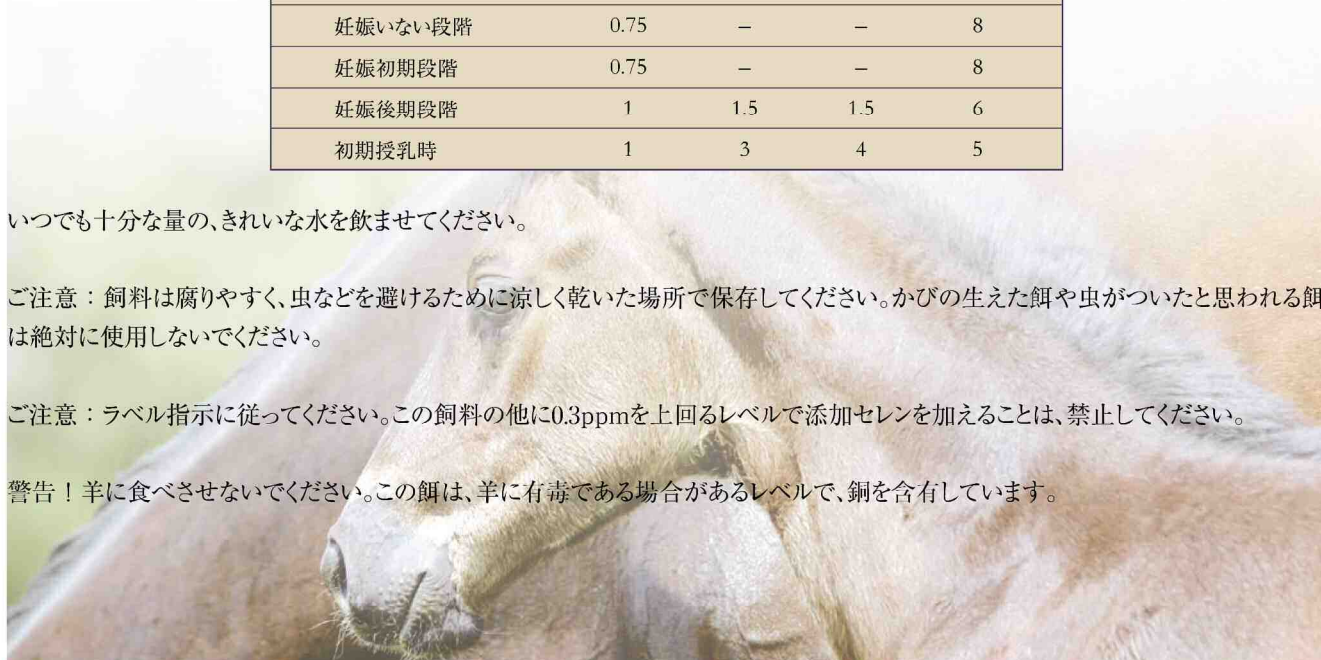 妊娠いない段階 0.75 – – 8
妊娠初期段階 0.75 – – 8
妊娠後期段階 1 1.5 1.5 6
初期授乳時 1 3 4 5
いつでも十分な量の、きれいな水を飲ませてください。
ご注意：飼料は腐りやすく、虫などを避けるために涼しく乾いた場所で保存してください。かびの生えた餌や虫がついたと思われる餌
は絶対に使用しないでください。
ご注意：ラベル指示に従ってください。この飼料の他に0.3ppmを上回るレベルで添加セレンを加えることは、禁止してください。
警告！羊に食べさせないでください。この餌は、羊に有毒である場合があるレベルで、銅を含有しています。